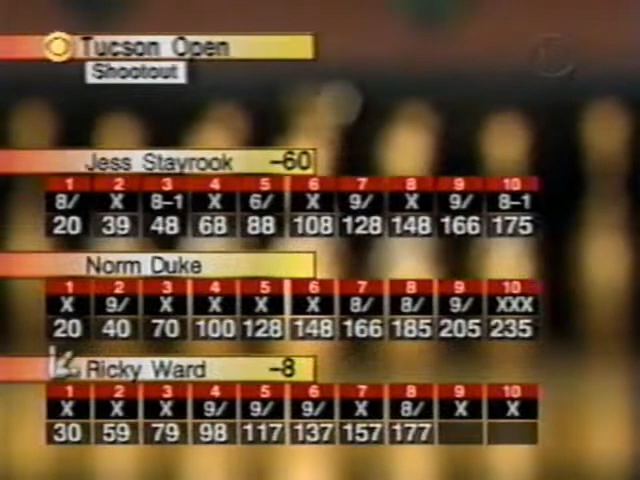 Tucson Open
Shootout
Jess Stayrook -60
1 2 3 4 5 6 7 8 9 10
8/ X 8-1 X 6/ X 9/ X 9/ 8-1
20 39 48 68 88 108 128 148 166 175
Norm Duke
1 2 3 4 5 6 7 8 9 10
X 9/ X X X X 8/ 8/ 9/ XXX
20 40 70 100 128 148 166 185 205 235
Ricky Ward -8
1 2 3 4 5 6 7 8 9 10
X X X 9/ 9/ 9/ X 8/ X X
30 59 79 98 117 137 157 177